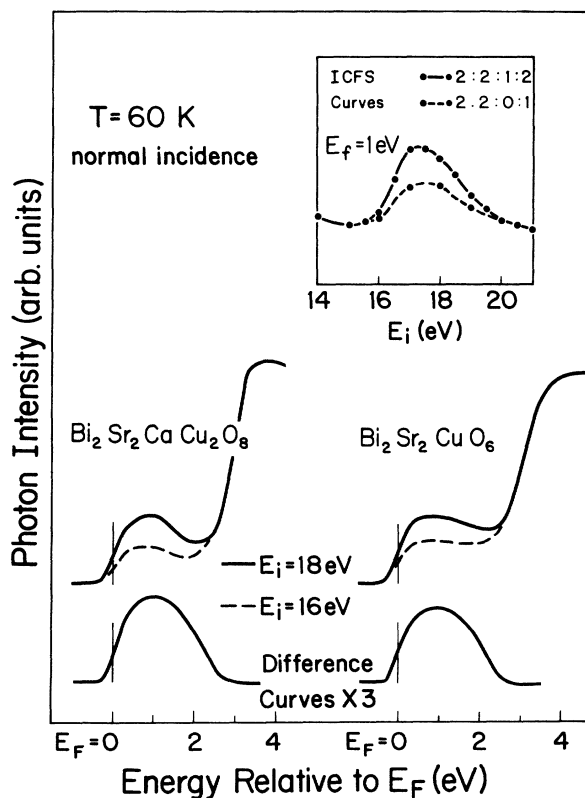 ICFS 2:2:1:2
Curves 2.2:0:1
T = 60 K
normal incidence
E_f = 1eV
14 16 18 20
E_i (eV)
Photon Intensity (arb. units)
Bi₂ Sr₂ Ca Cu₂ O₈
Bi₂ Sr₂ Cu O₆
E_i = 18eV
E_i = 16eV
Difference
Curves X3
E_F = 0 2 4 E_F = 0 2 4
Energy Relative to E_F (eV)